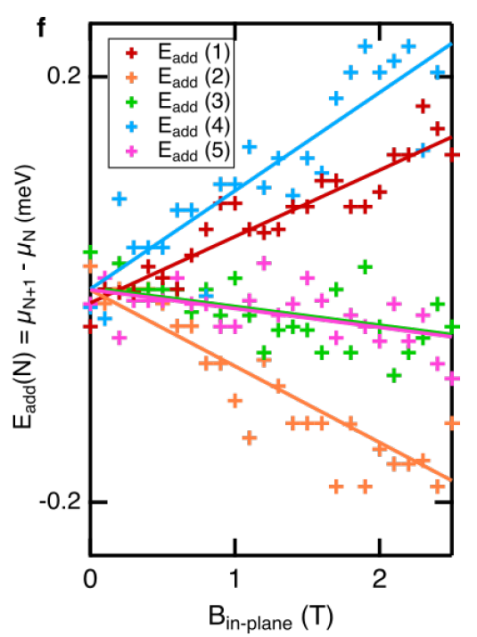 f
0.2
E_add (1)
E_add (2)
E_add (3)
E_add (4)
E_add (5)
E_add(N) = μ_N+1 - μ_N (meV)
-0.2
0 1 2
B_in-plane (T)